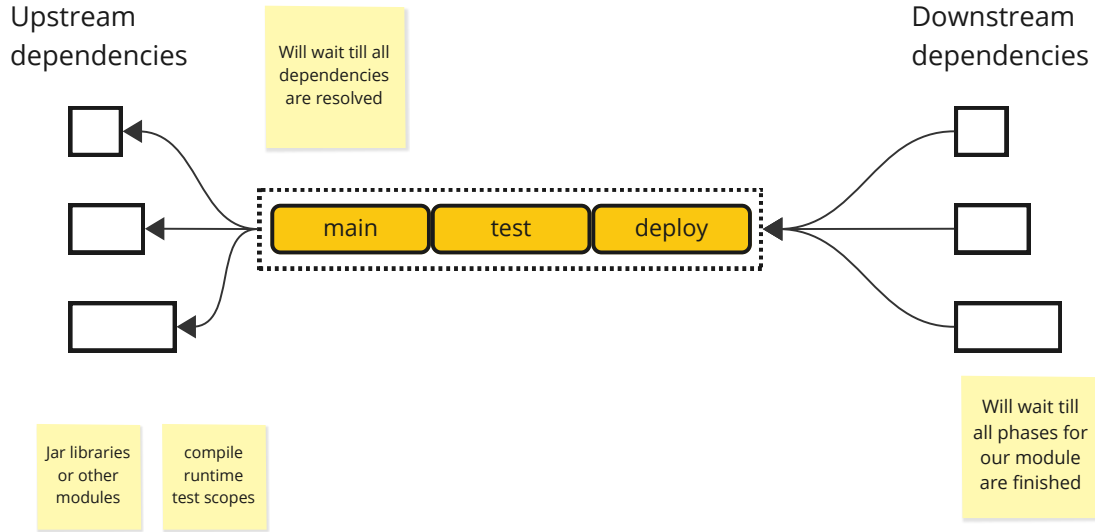 Upstream
dependencies
Will wait till all
dependencies
are resolved
Downstream
dependencies
main
test
deploy
Jar libraries
or other
modules
compile
runtime
test scopes
Will wait till
all phases for
our module
are finished